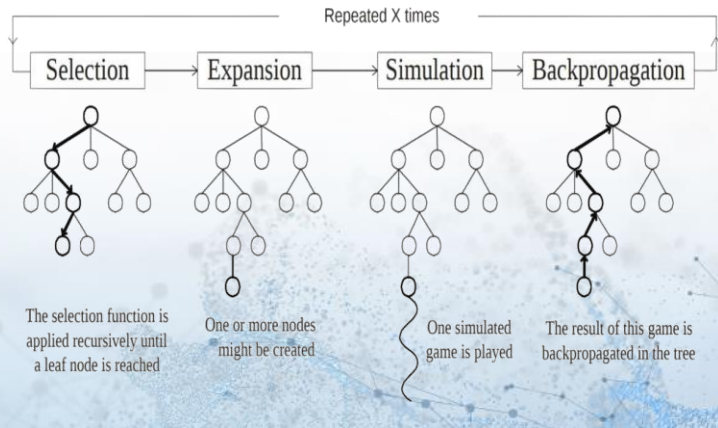 Repeated X times
Selection
Expansion
Simulation
Backpropagation
The selection function is
applied recursively until
a leaf node is reached
One or more nodes
might be created
One simulated
game is played
The result of this game is
backpropagated in the tree